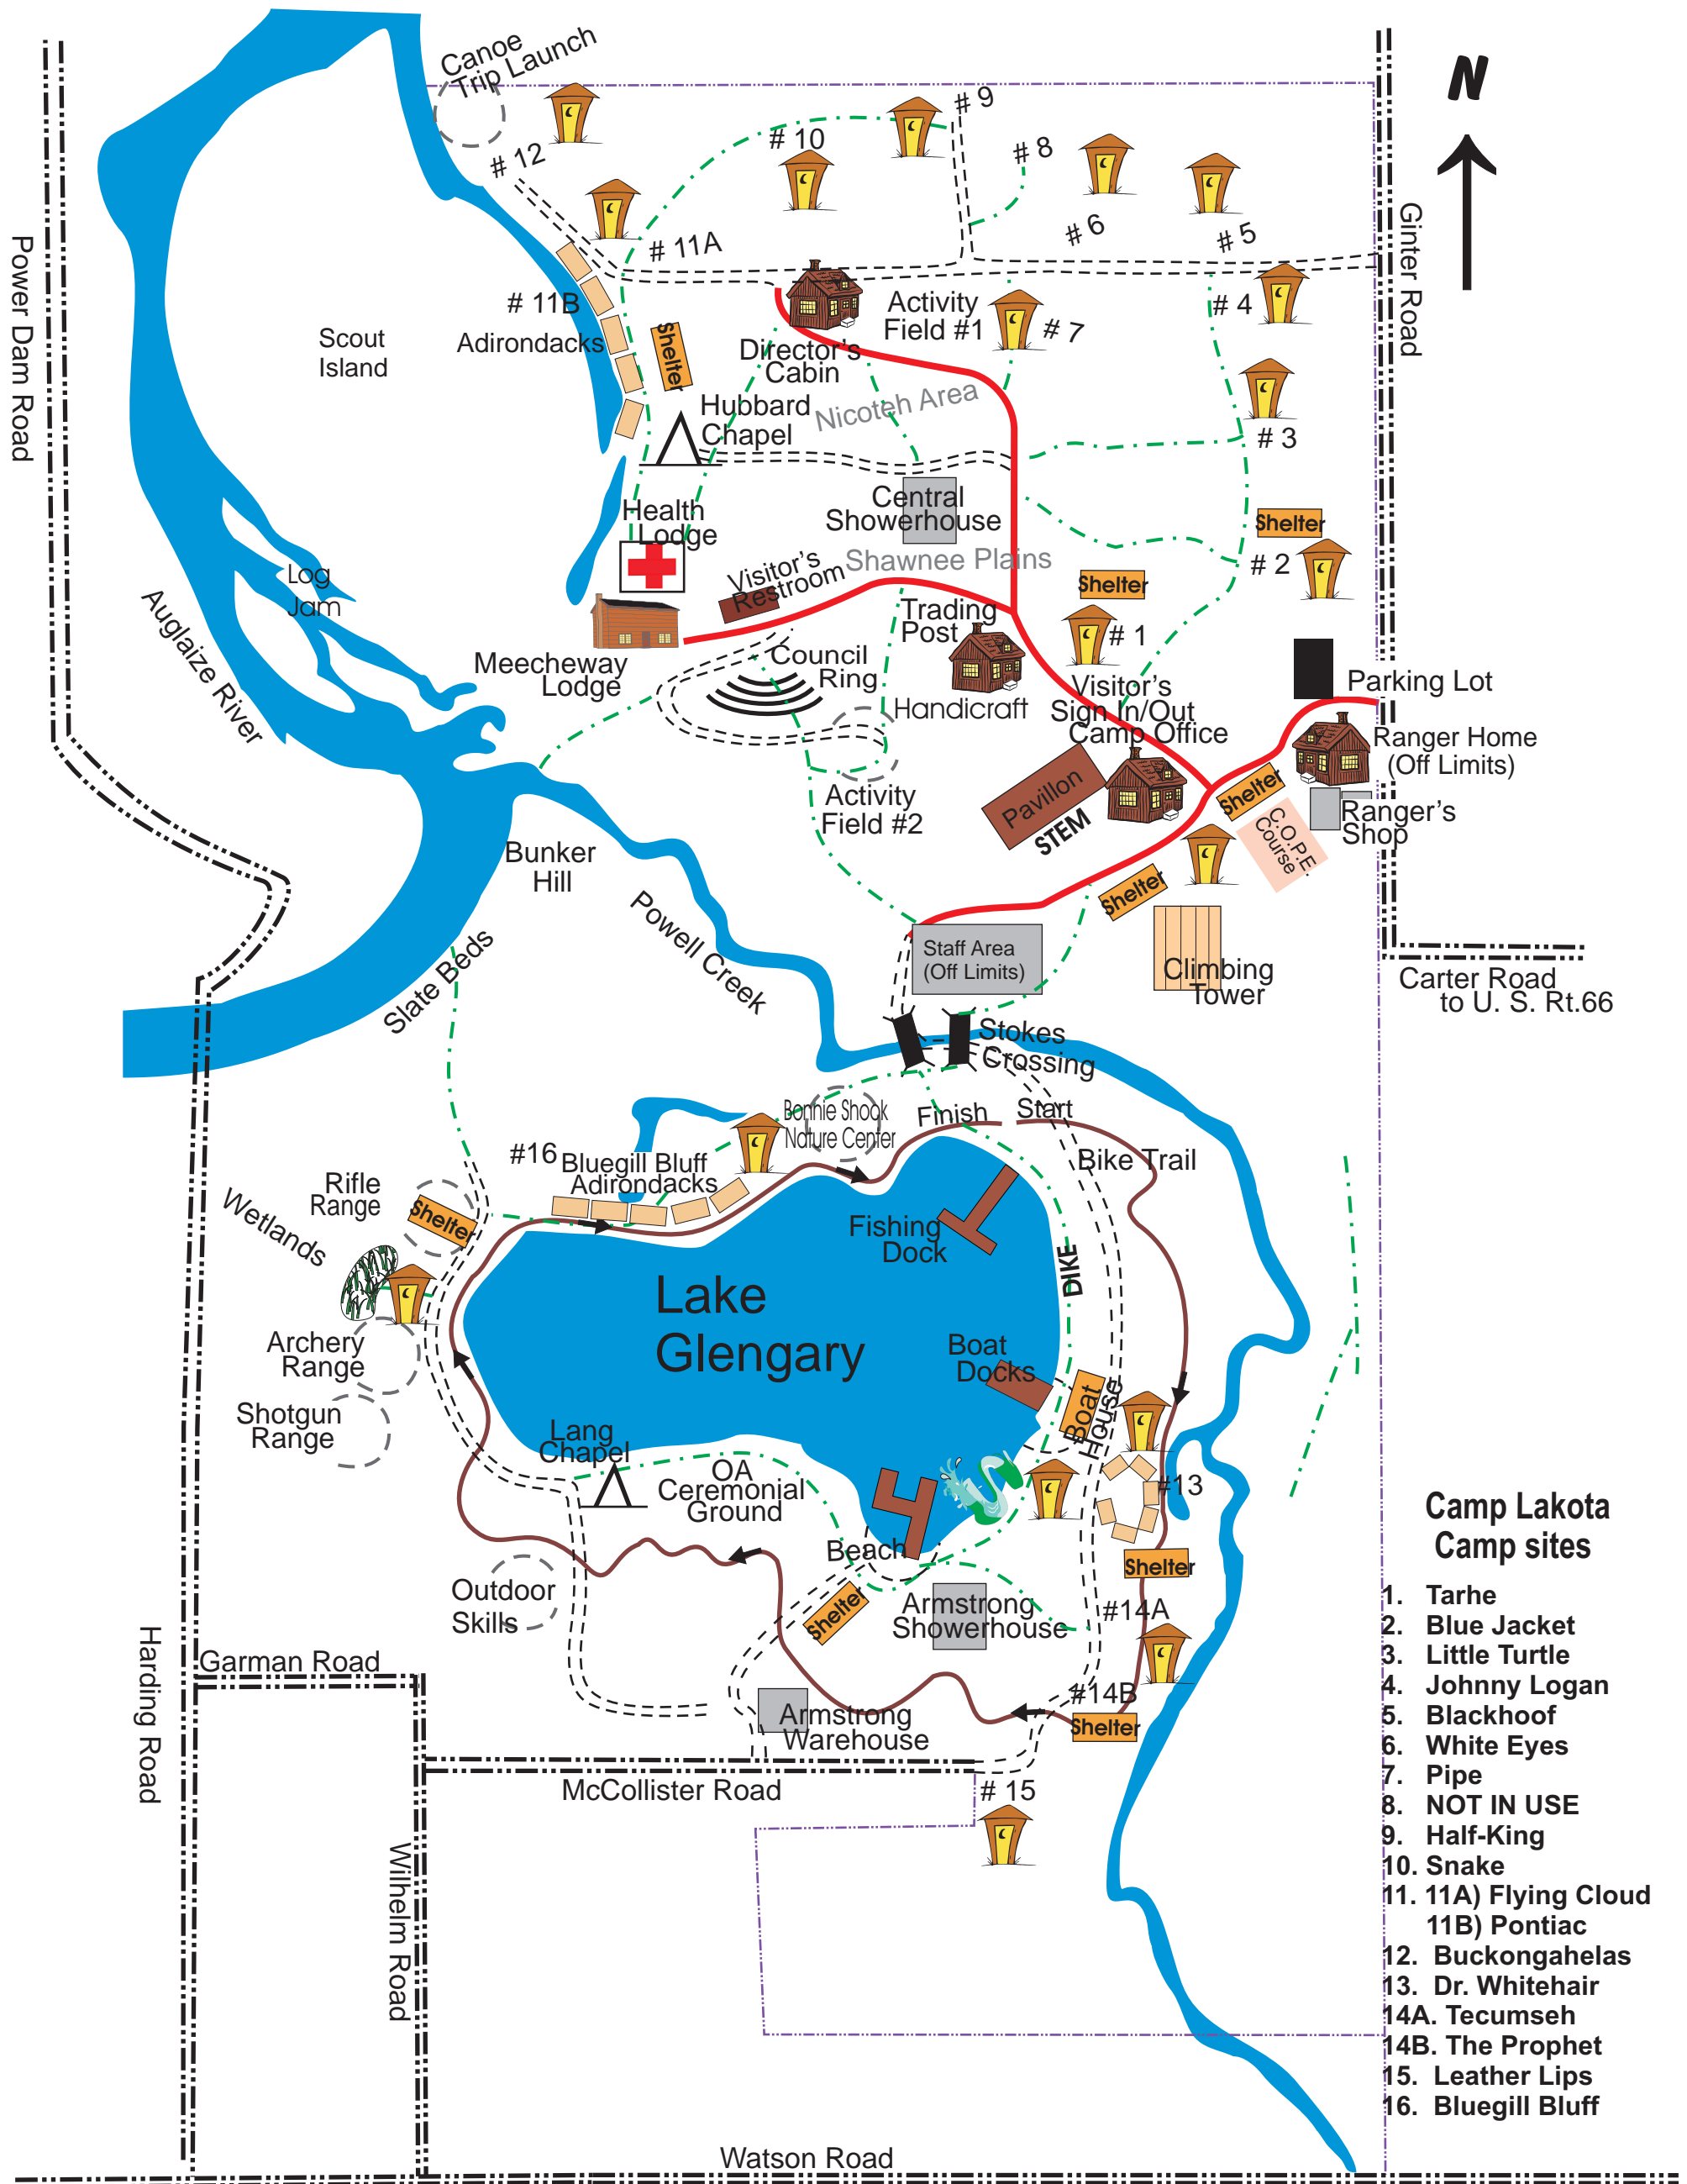 Canoe
Trip Launch
N
# 9
# 10
# 8
# 12
# 6
# 5
# 11A
Ginter Road
Power Dam Road
# 11B
Adirondacks
Scout
Island
Shelter
Activity
Field #1
# 7
# 4
Director's
Cabin
Nicoteh Area
Hubbard
Chapel
# 3
Health
Lodge
Central
Showerhouse
Shelter
# 2
Shawnee Plains
Visitor's
Restroom
Log
Jam
Auglaize River
Shelter
Trading
Post
# 1
Meecheway
Lodge
Council
Ring
Handicraft
Visitor's
Sign In/Out
Camp Office
Parking Lot
Ranger Home
(Off Limits)
Pavillon
STEM
Shelter
Ranger's
Shop
C.O.P.E.
Course
Activity
Field #2
Bunker
Hill
Powell Creek
Shelter
Staff Area
(Off Limits)
Climbing
Tower
Carter Road
to U. S. Rt.66
Slate Beds
Stokes
Crossing
Bonnie Shock
Nature Center
Finish
Start
Bike Trail
#16
Bluegill Bluff
Adirondacks
Rifle
Range
Shelter
Wetlands
Fishing
Dock
DIKE
Lake
Glengary
Archery
Range
Boat
Docks
Boat
House
Shotgun
Range
Lang
Chapel
OA
Ceremonial
Ground
#13
Beach
Shelter
Shelter
Outdoor
Skills
Armstrong
Showerhouse
#14A
Harding Road
Garman Road
#14B
Shelter
Armstrong
Warehouse
McCollister Road
# 15
Wilhelm Road
Watson Road
Camp Lakota
Camp sites
1. Tarhe
2. Blue Jacket
3. Little Turtle
4. Johnny Logan
5. Blackhoof
6. White Eyes
7. Pipe
8. NOT IN USE
9. Half-King
10. Snake
11. 11A) Flying Cloud
11B) Pontiac
12. Buckongahelas
13. Dr. Whitehair
14A. Tecumseh
14B. The Prophet
15. Leather Lips
16. Bluegill Bluff